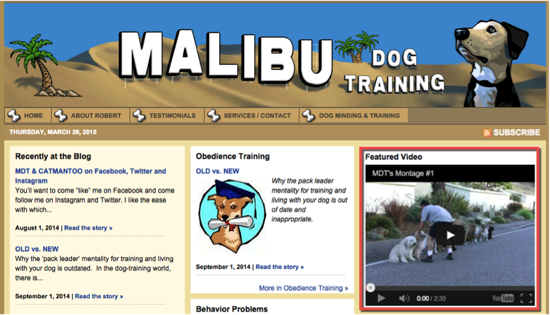 MALIBU DOG
TRAINING
HOME
ABOUT ROBERT
TESTIMONIALS
SERVICES / CONTACT
DOG MINDING & TRAINING
THURSDAY, MARCH 26, 2015
SUBSCRIBE
Recently at the Blog
MDT & CATMANTOO on Facebook, Twitter and
Instagram
You'll want to come "like" me on Facebook and come
follow me on Instagram and Twitter. I like the ease
with which...
August 1, 2014 | Read the story »
OLD vs. NEW
Why the 'pack leader' mentality for training and living
with your dog is outdated. In the dog-training world,
there is...
September 1, 2014 | Read the story »
Obedience Training
OLD vs. NEW
Why the pack leader
mentality for training and
living with your dog is out
of date and
inappropriate.
September 1, 2014 | Read the story »
More in Obedience Training »
Behavior Problems
Featured Video
MDT's Montage #1
0:00 / 2:35
YouTube